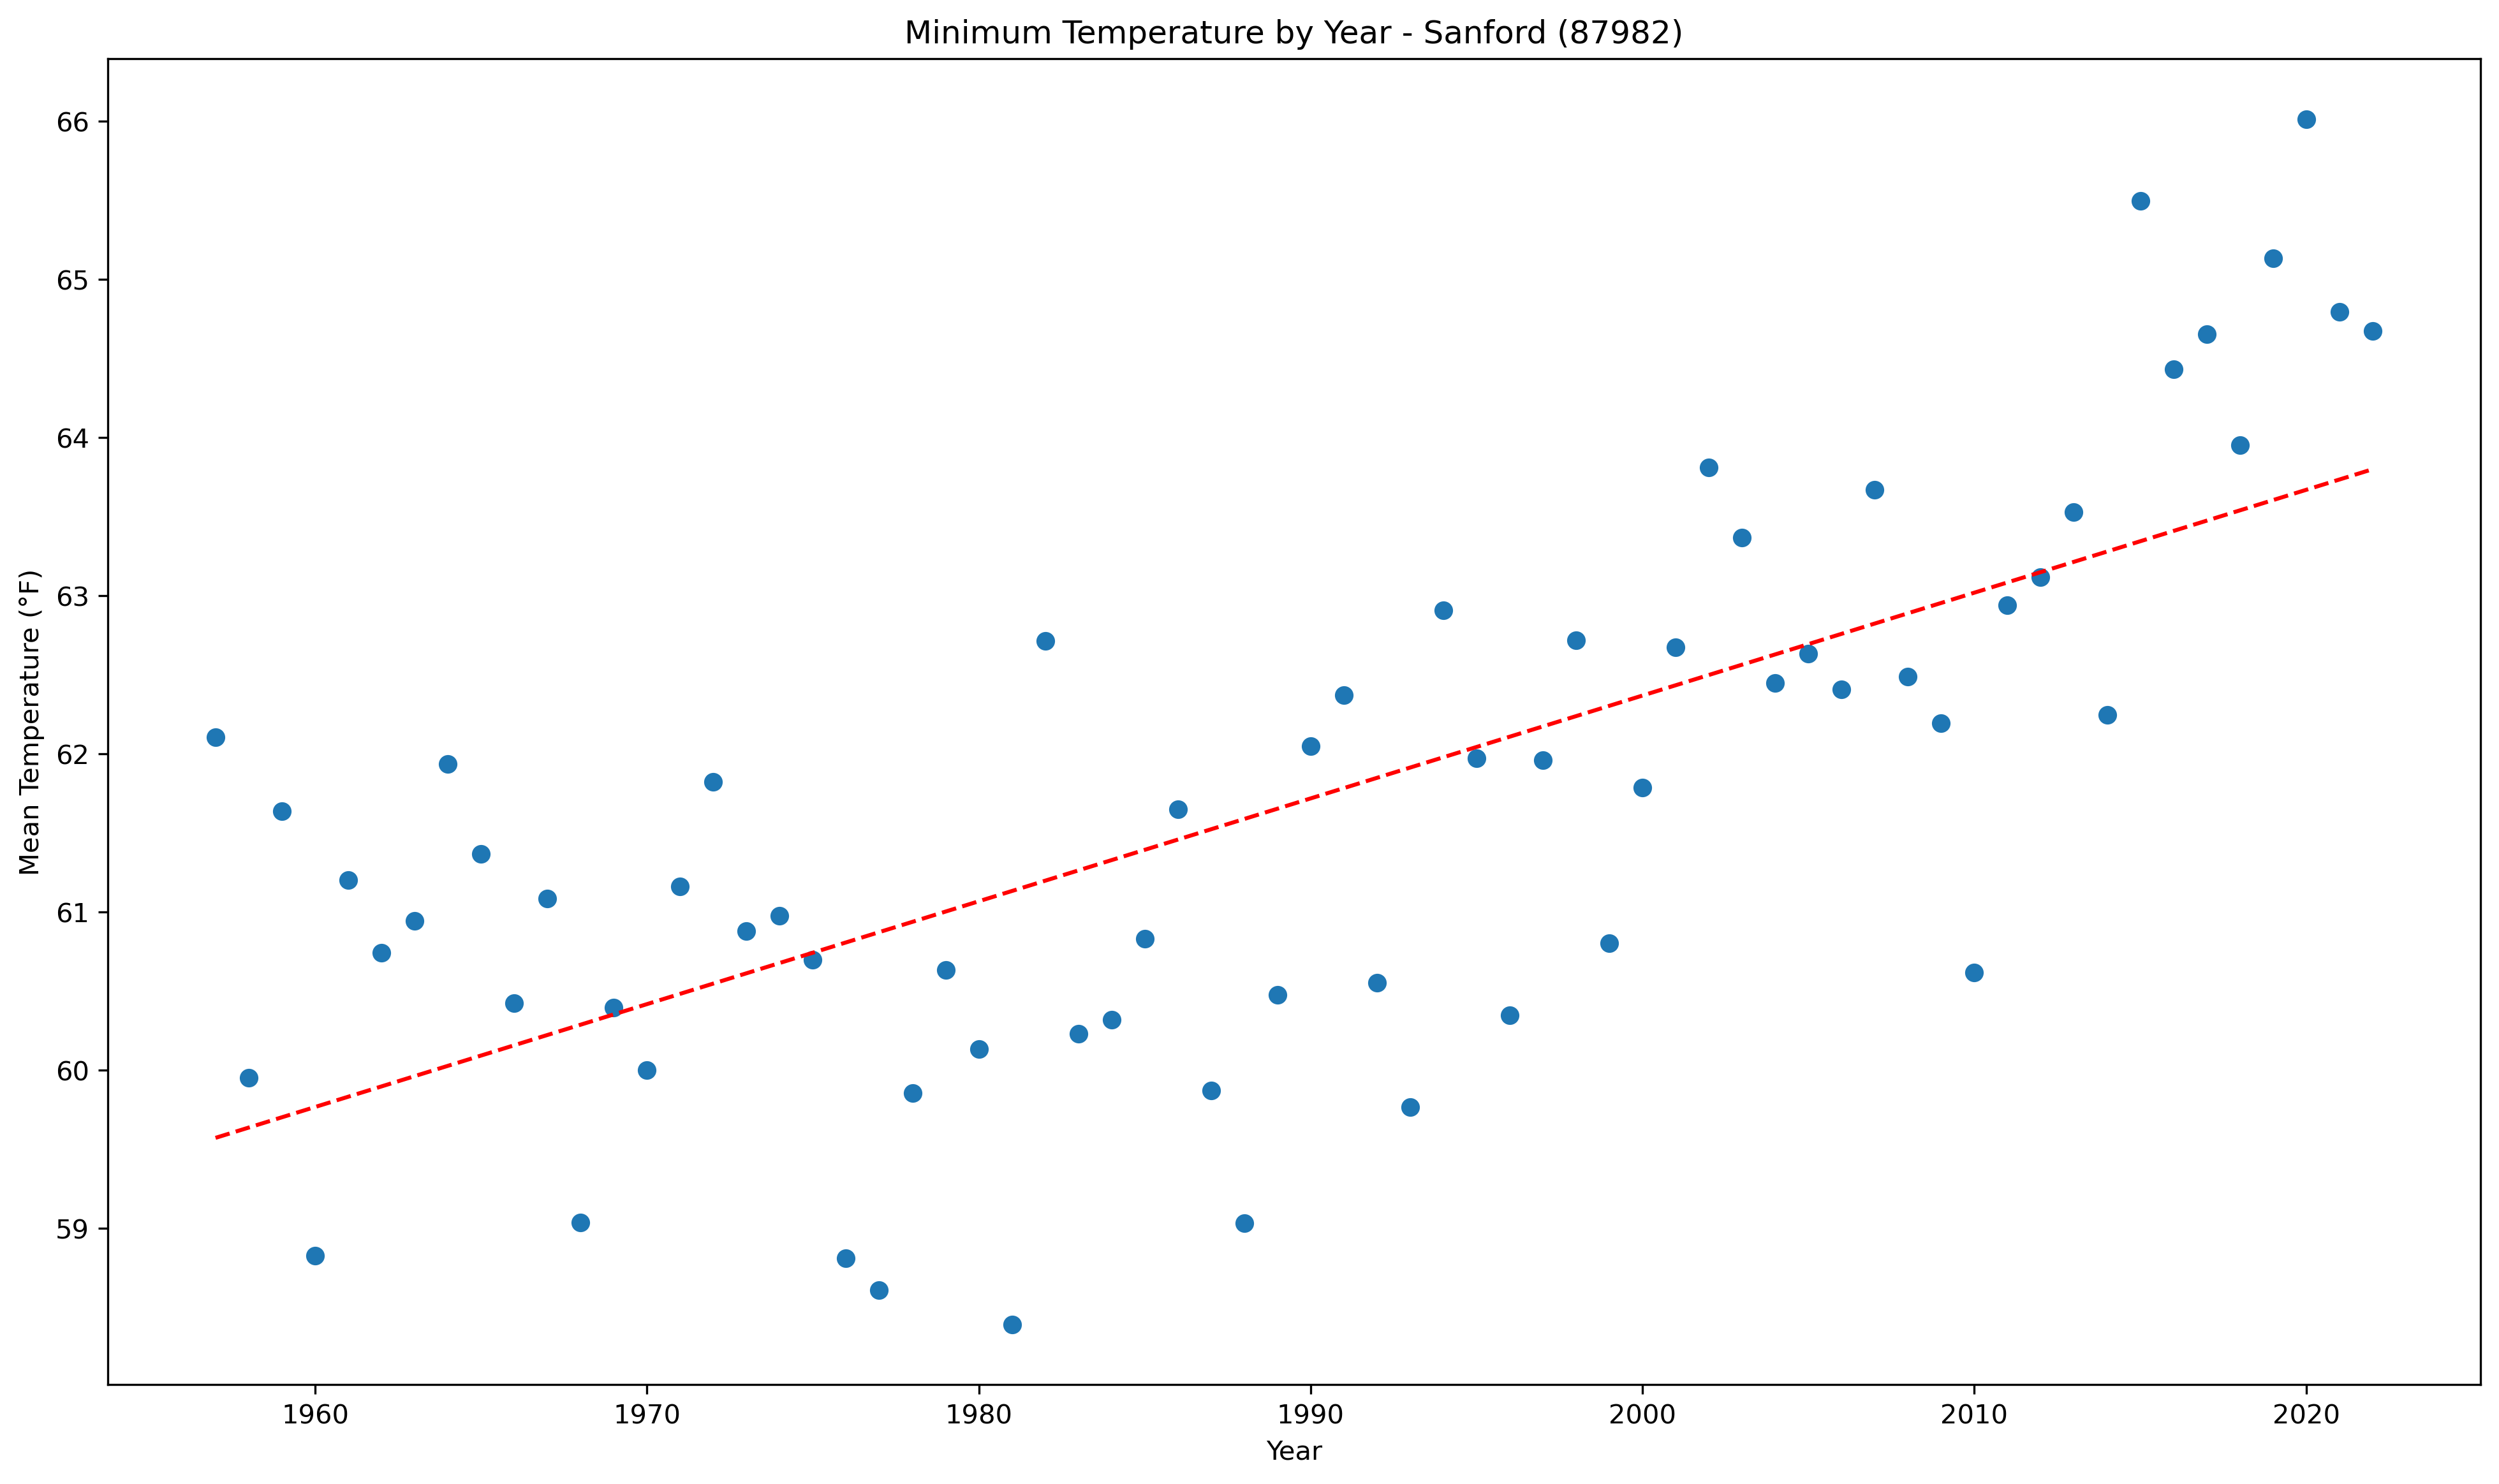 Minimum Temperature by Year - Sanford (87982)
66
65
64
63
62
61
60
59
Mean Temperature (°F)
1960 1970 1980 1990 2000 2010 2020
Year